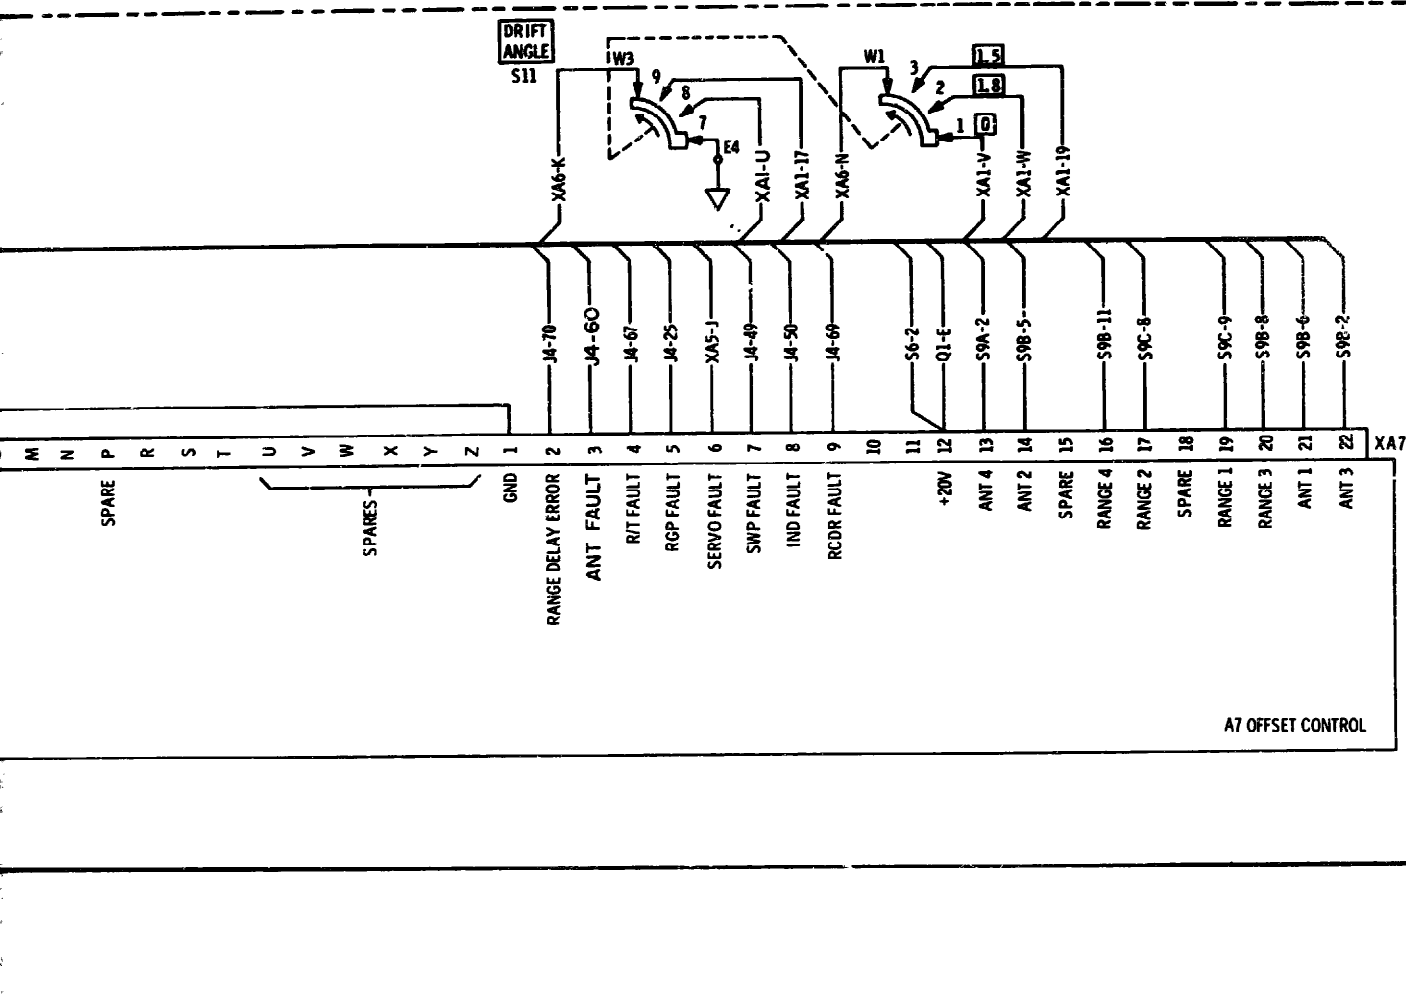 DRIFT
ANGLE
S11
W3
9
8
7
E4
W1
3
1.5
2
1.8
1
0
XA6-K
XA1-U
XA1-17
XA6-N
XA1-V
XA1-W
XA1-19
J4-70
J4-60
J4-67
J4-25
XA5-J
J4-49
J4-50
J4-69
S6-2
Q1-E
S9A-2
S9B-5
S9B-11
S9C-8
S9C-9
S9B-8
S9B-6
S9B-2
M
N
P
R
S
T
U
V
W
X
Y
Z
1
2
3
4
5
6
7
8
9
10
11
12
13
14
15
16
17
18
19
20
21
22
XA7
SPARE
SPARES
GND
RANGE DELAY ERROR
ANT FAULT
R/T FAULT
RGP FAULT
SERVO FAULT
SWP FAULT
IND FAULT
RCDR FAULT
+20V
ANT 4
ANT 2
SPARE
RANGE 4
RANGE 2
SPARE
RANGE 1
RANGE 3
ANT 1
ANT 3
A7 OFFSET CONTROL